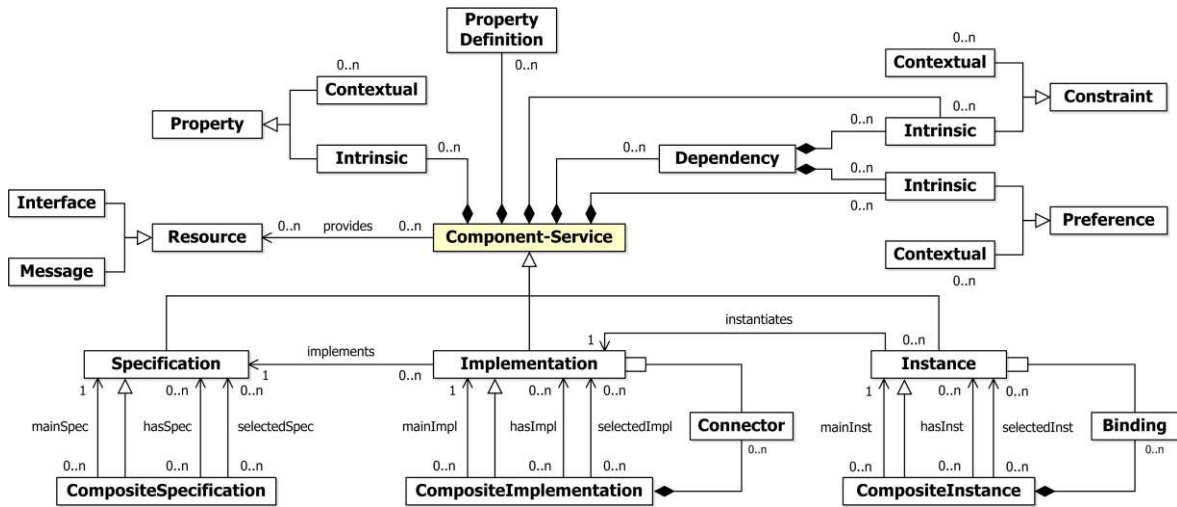 Property
Definition
0..n
0..n
Contextual
0..n
Contextual
Property
Constraint
0..n
0..n
Intrinsic
0..n
0..n
Dependency
0..n
Intrinsic
0..n
Intrinsic
0..n
Interface
Resource
0..n
provides
0..n
Component-Service
Preference
Message
Contextual
0..n
instantiates
Specification
implements
1
0..n
Implementation
1
0..n
Instance
1
0..n
0..n
1
0..n
0..n
1
0..n
0..n
mainSpec
hasSpec
selectedSpec
mainImpl
hasImpl
selectedImpl
Connector
0..n
mainInst
hasInst
selectedInst
Binding
0..n
0..n
0..n
0..n
0..n
0..n
0..n
0..n
0..n
0..n
CompositeSpecification
CompositeImplementation
CompositeInstance